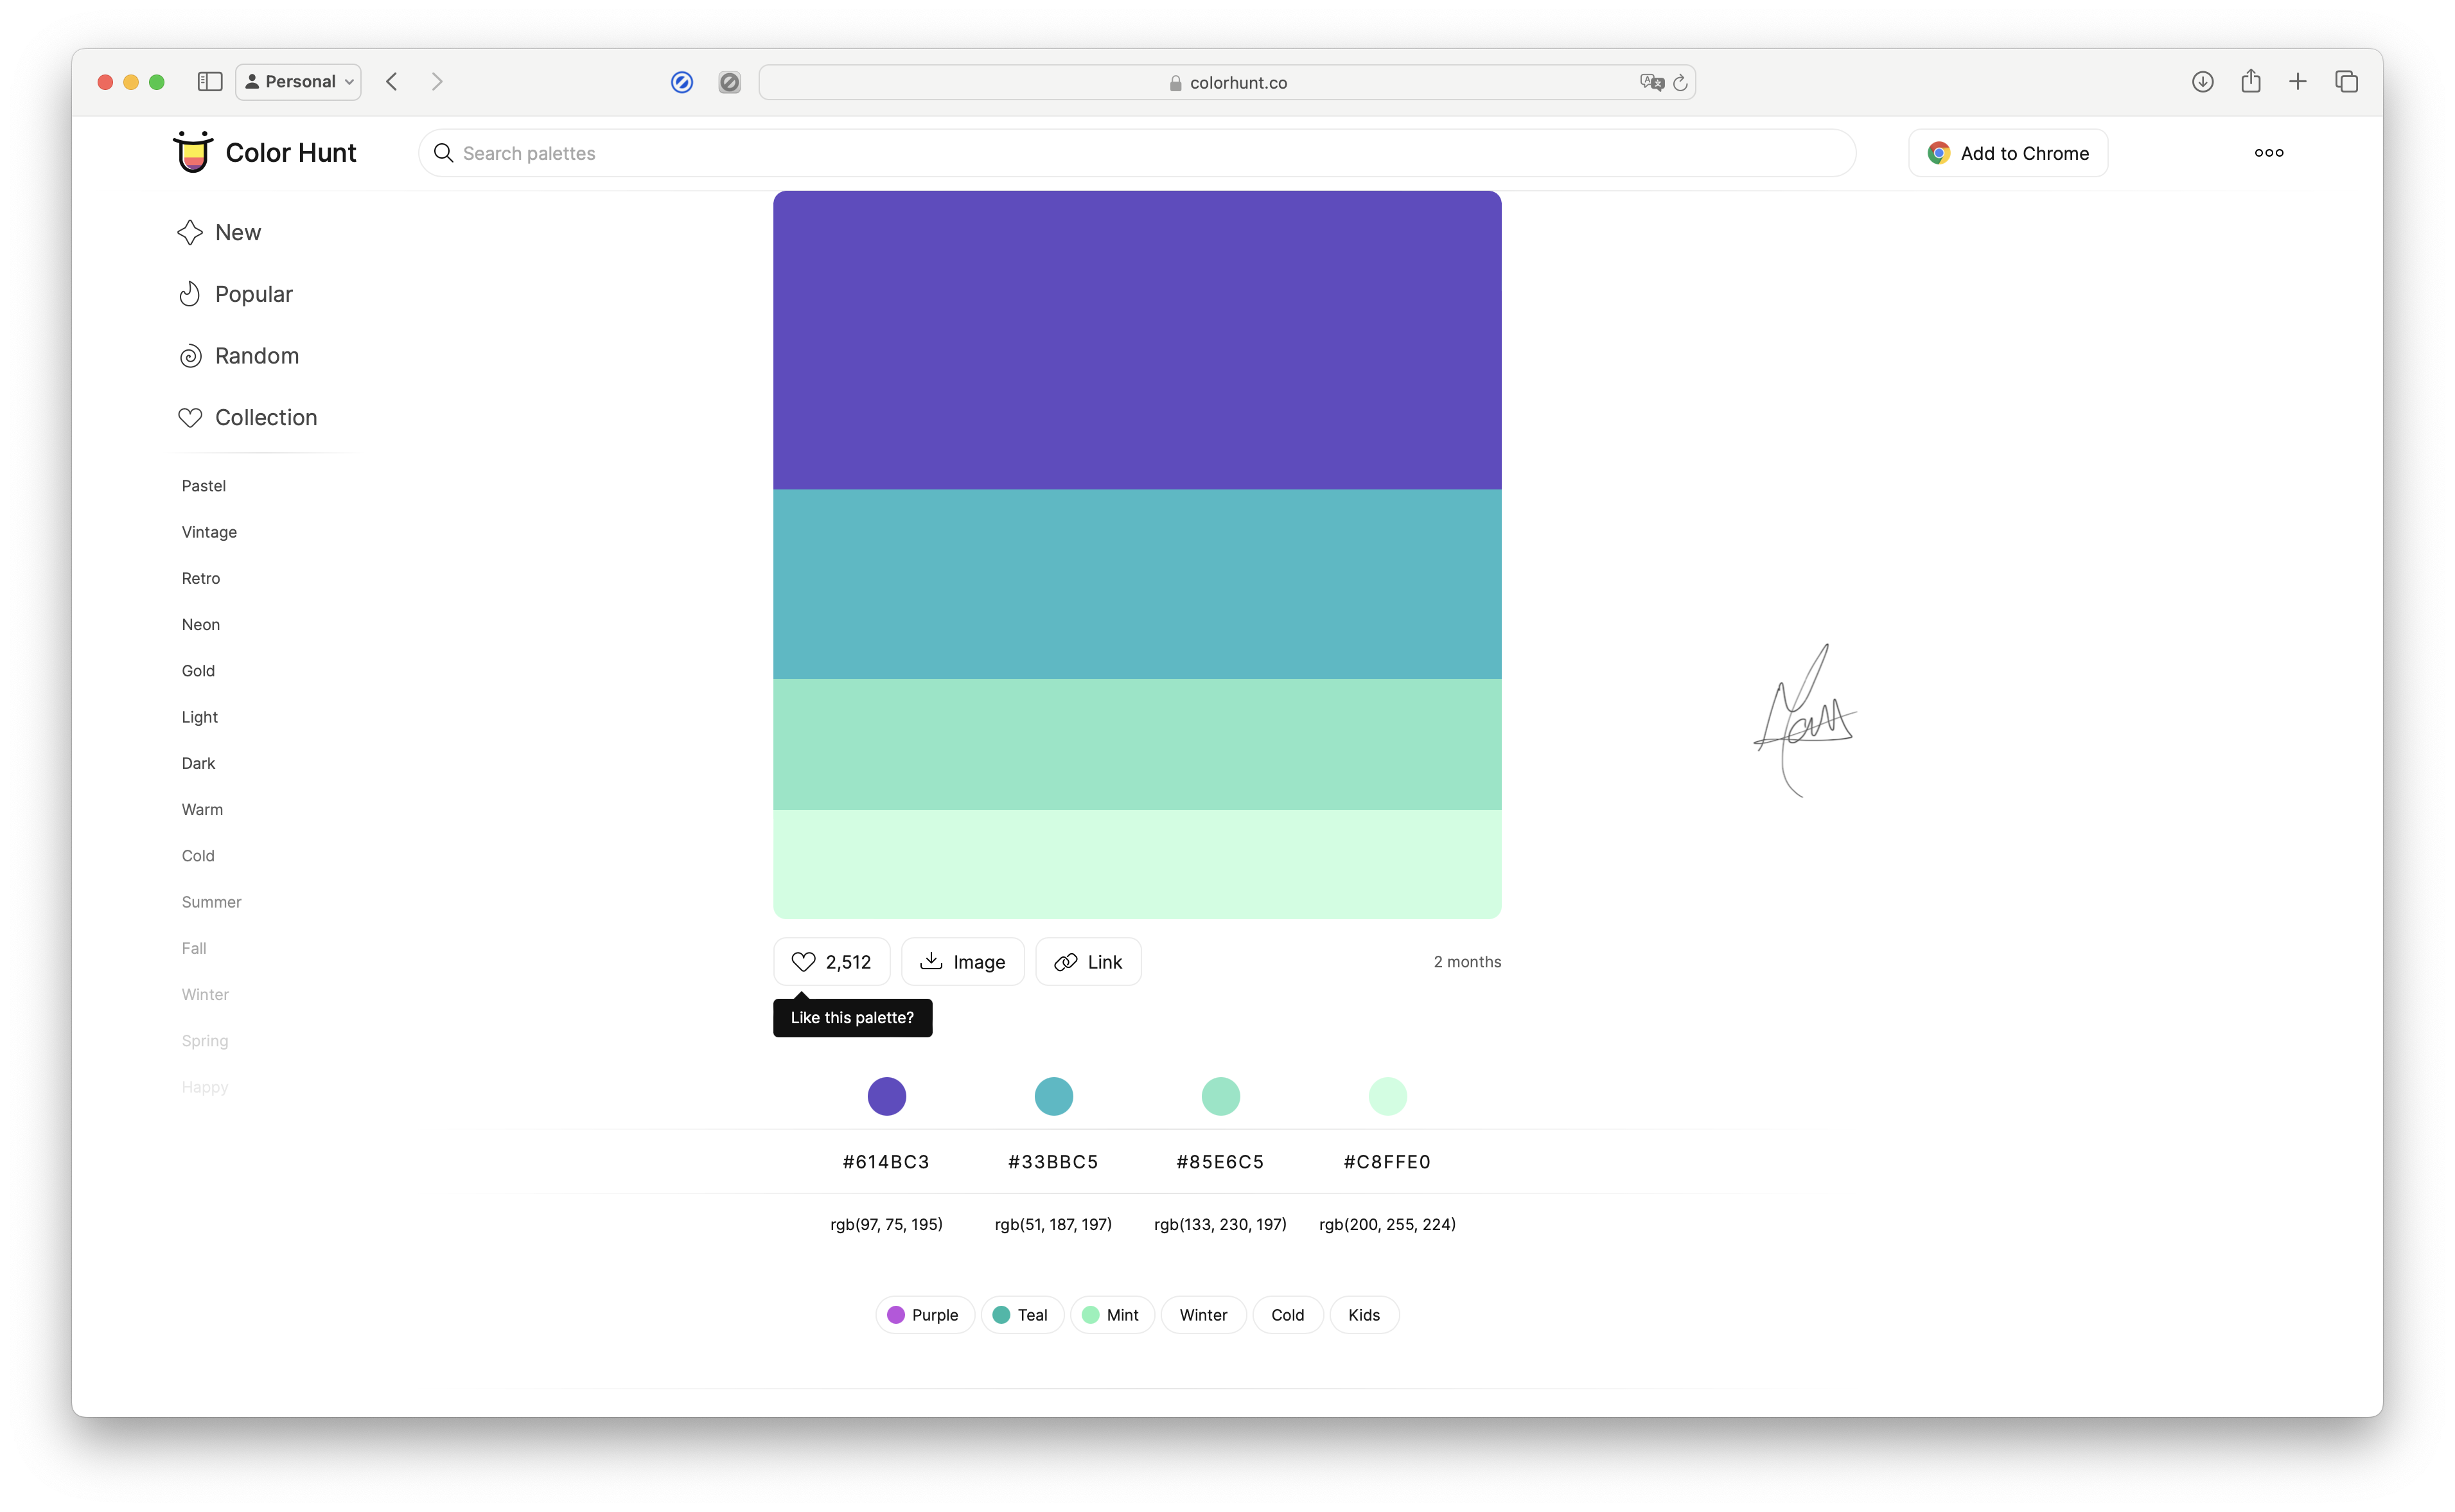 Personal
colorhunt.co
Color Hunt
Search palettes
Add to Chrome
New
Popular
Random
Collection
Pastel
Vintage
Retro
Neon
Gold
Light
Dark
Warm
Cold
Summer
Fall
Winter
Spring
Happy
2,512
Image
Link
2 months
Like this palette?
#614BC3 #33BBC5 #85E6C5 #C8FFE0
rgb(97, 75, 195) rgb(51, 187, 197) rgb(133, 230, 197) rgb(200, 255, 224)
Purple Teal Mint Winter Cold Kids